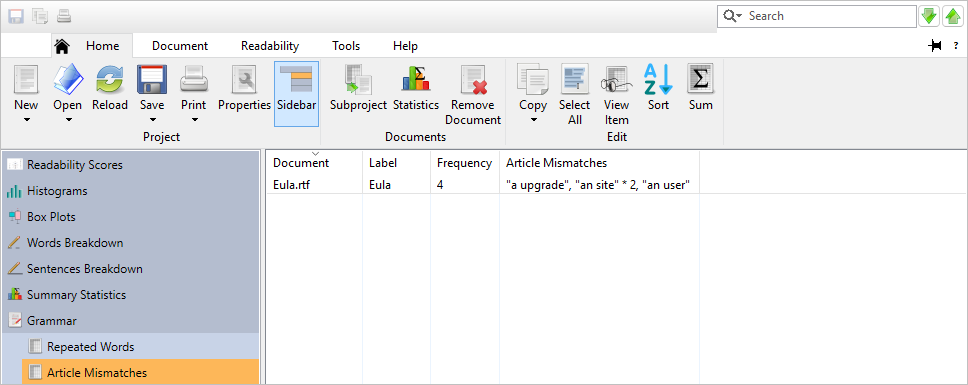 Search
?
Home Document Readability Tools Help
New Open Reload Save Print Properties Sidebar Subproject Statistics Remove Document Copy Select All View Item Sort Sum
Project Documents Edit
Readability Scores
Histograms
Box Plots
Words Breakdown
Sentences Breakdown
Summary Statistics
Grammar
Repeated Words
Article Mismatches
Document Label Frequency Article Mismatches
Eula.rtf Eula 4 "a upgrade", "an site" * 2, "an user"